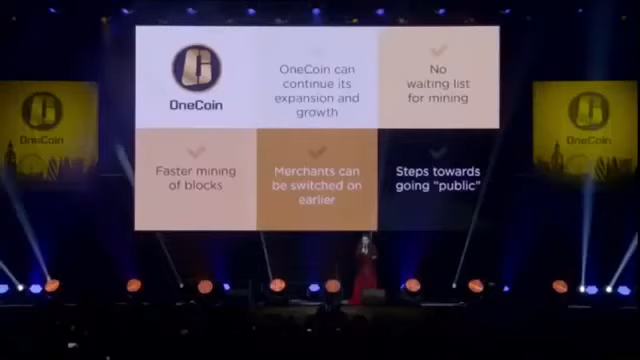 OneCoin
OneCoin can
continue its
expansion and
growth
No
waiting list
for mining
OneCoin
OneCoin
Faster mining
of blocks
Merchants can
be switched on
earlier
Steps towards
going "public"